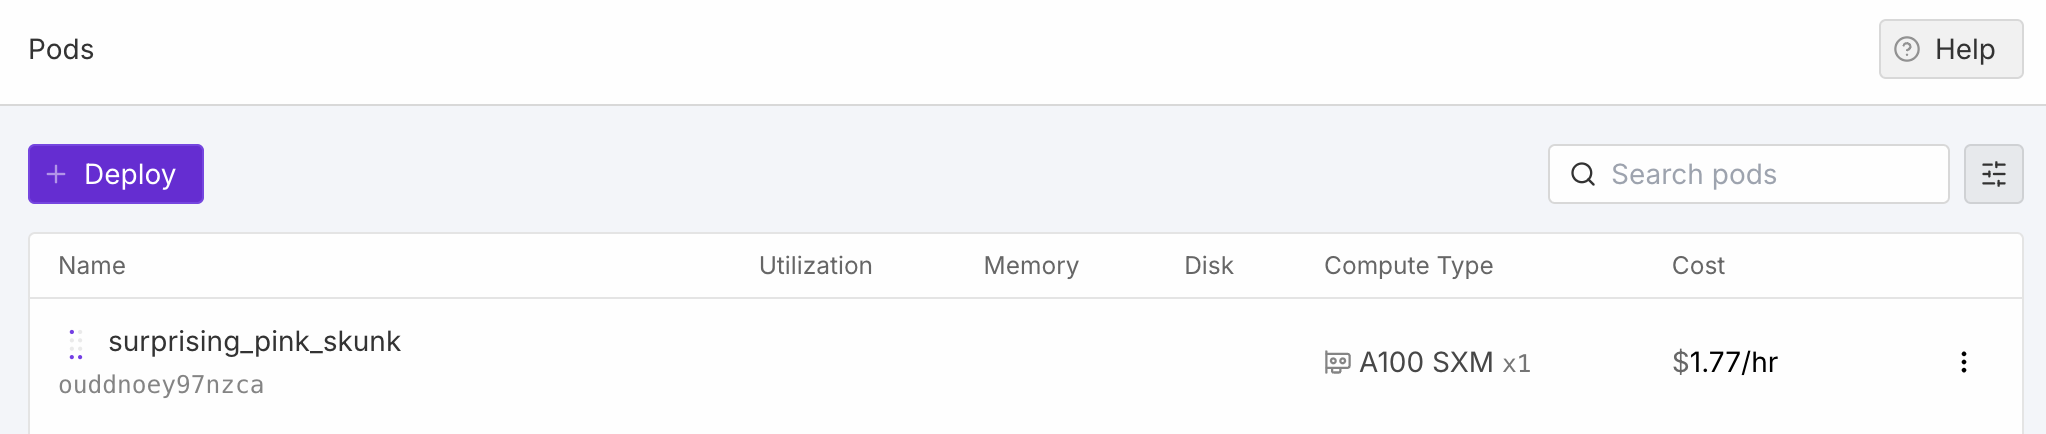 Pods
Help
Deploy
Search pods
Name Utilization Memory Disk Compute Type Cost
surprising_pink_skunk
ouddnoey97nzca
A100 SXM x1
$1.77/hr